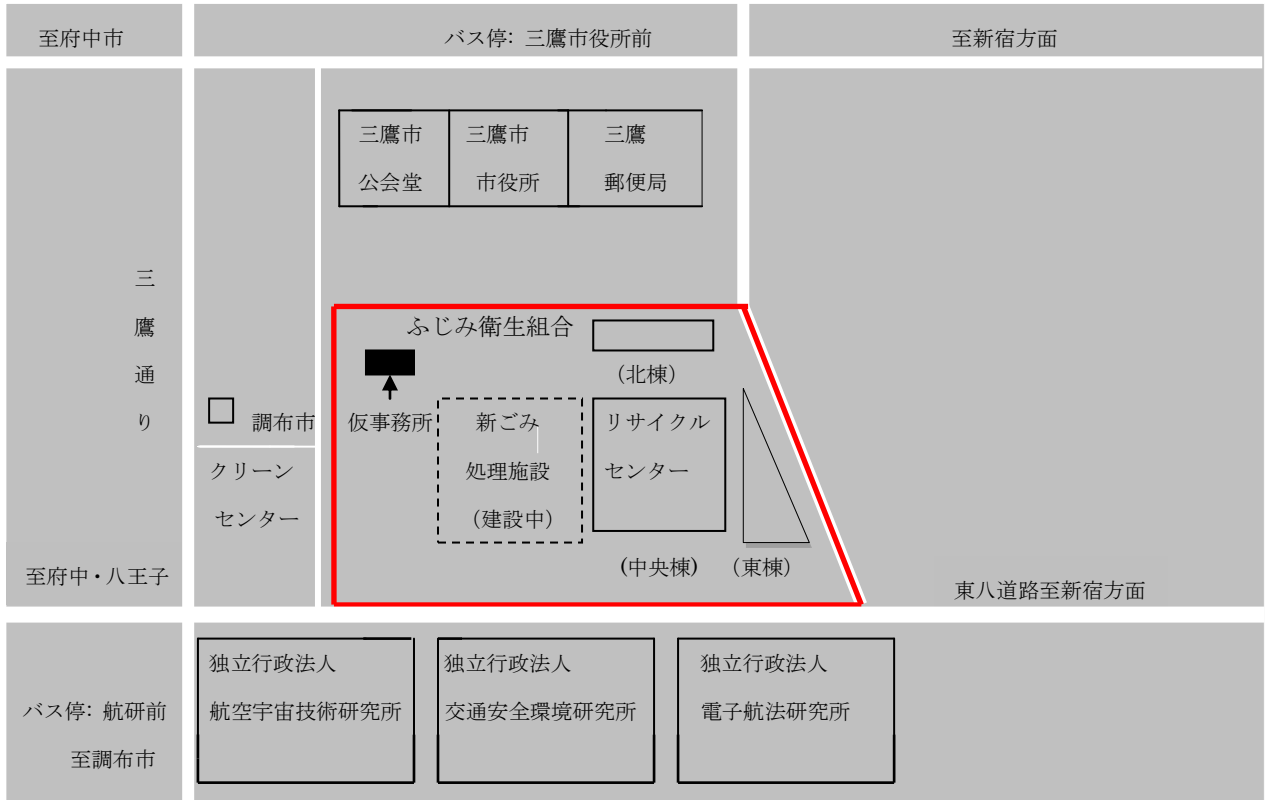 至府中市
バス停: 三鷹市役所前
至新宿方面
三鷹市
公会堂
三鷹市
市役所
三鷹
郵便局
三鷹通り
ふじみ衛生組合
(北棟)
仮事務所
新ごみ
処理施設
(建設中)
リサイクル
センター
(中央棟)
(東棟)
調布市
クリーン
センター
至府中・八王子
東八道路至新宿方面
バス停: 航研前
至調布市
独立行政法人
航空宇宙技術研究所
独立行政法人
交通安全環境研究所
独立行政法人
電子航法研究所